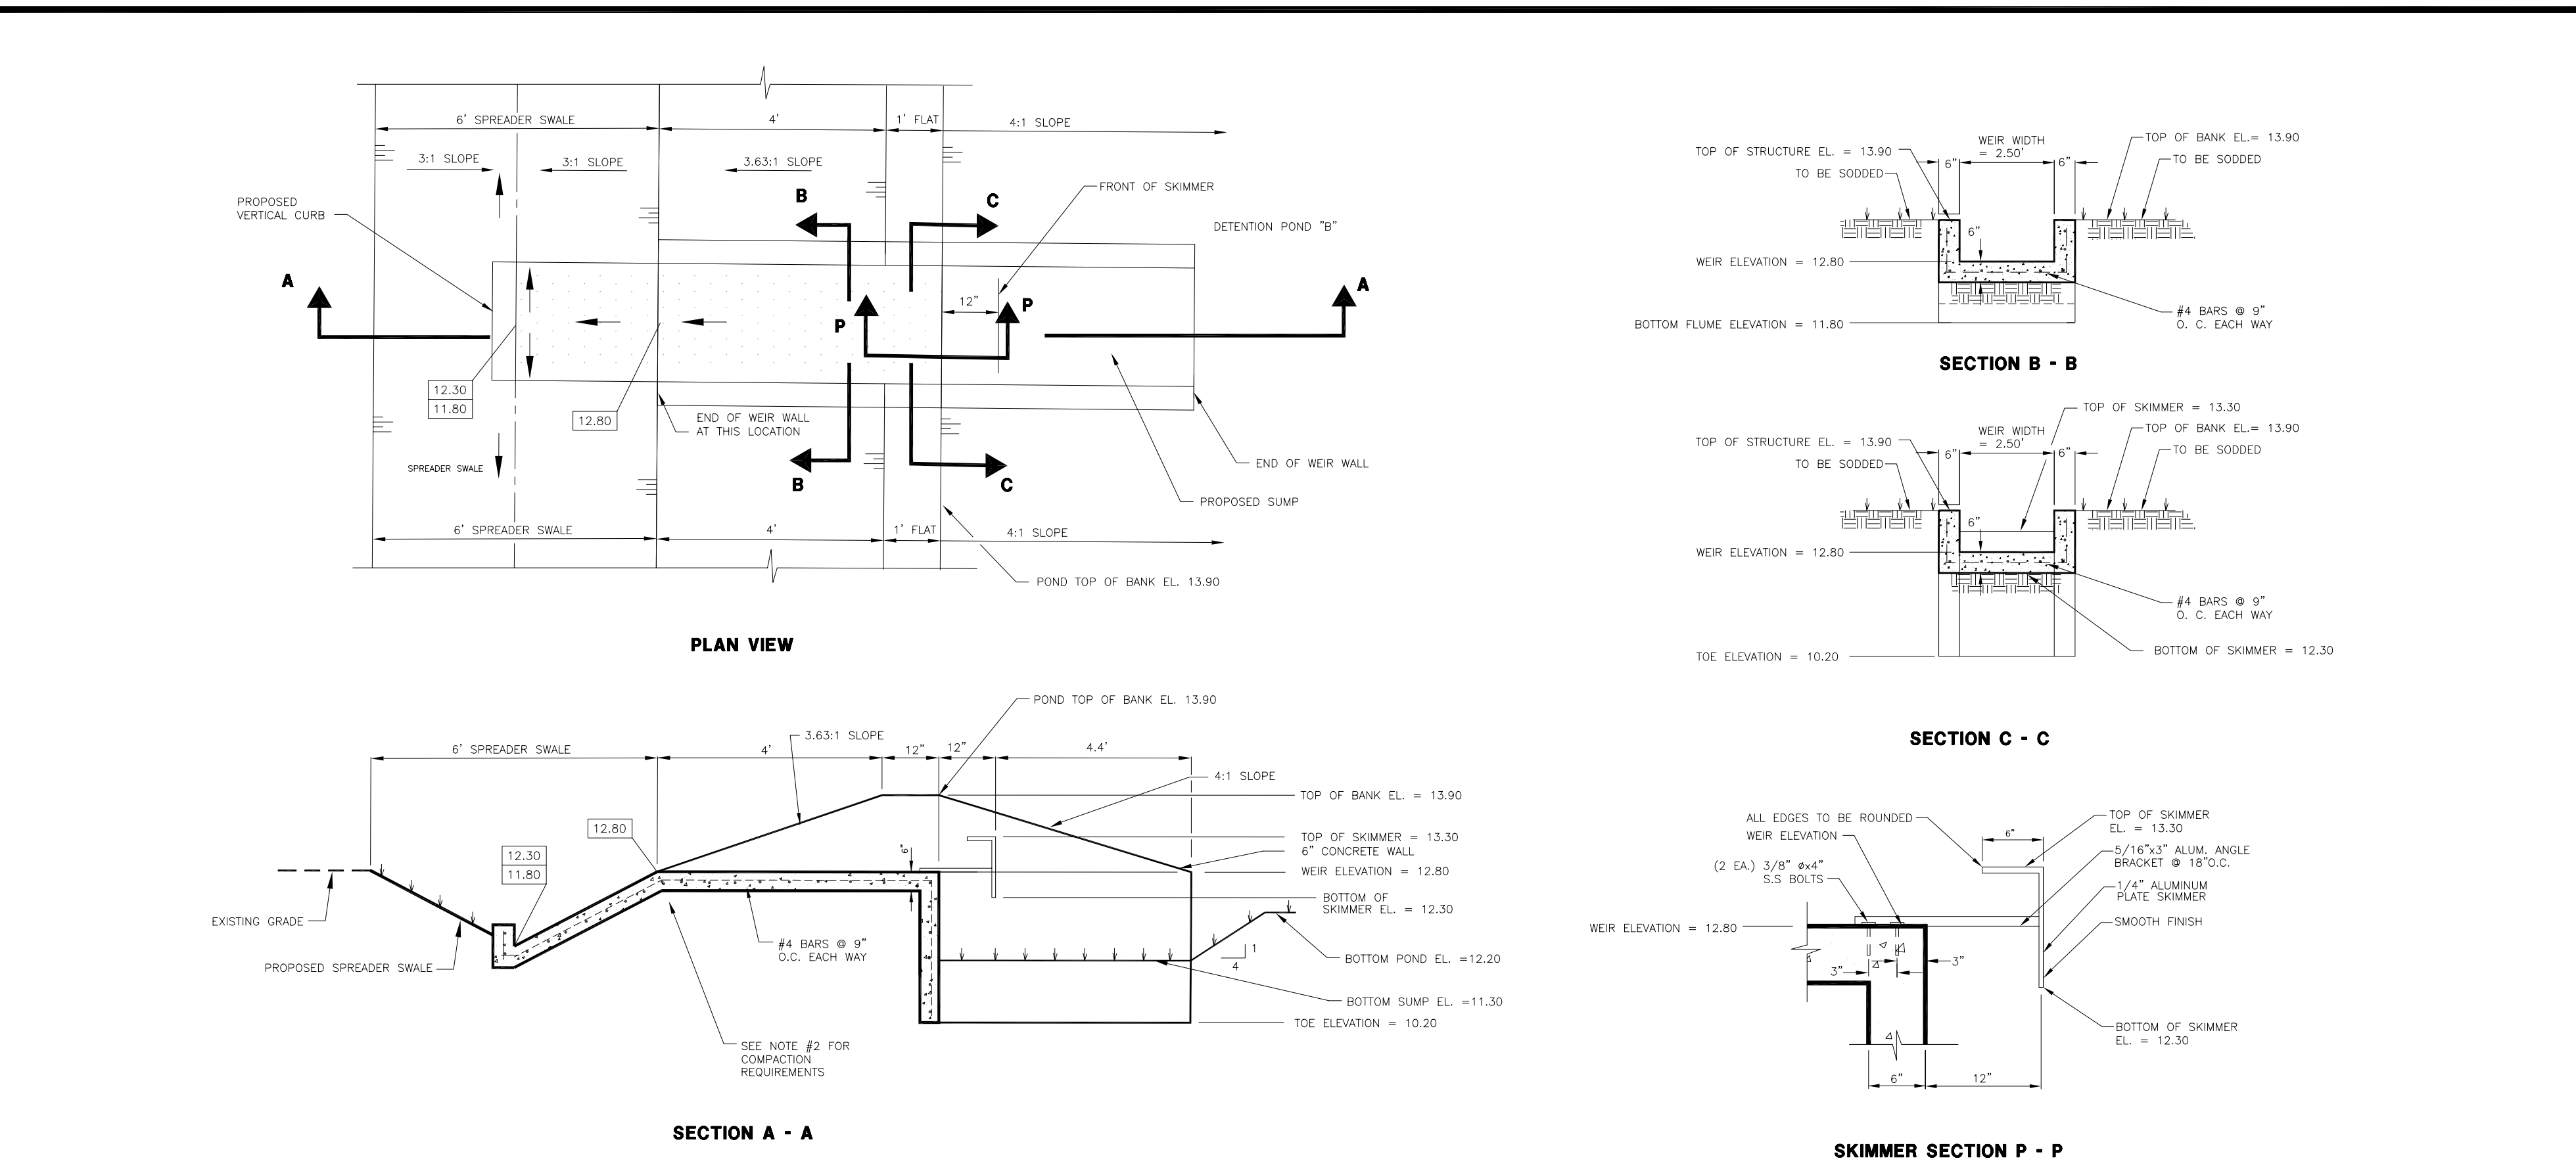 6' SPREADER SWALE
4'
1' FLAT
4:1 SLOPE
3:1 SLOPE
3:1 SLOPE
3.63:1 SLOPE
B
C
FRONT OF SKIMMER
PROPOSED
VERTICAL CURB
DETENTION POND "B"
A
A
12"
P
P
12.30
11.80
12.80
END OF WEIR WALL
AT THIS LOCATION
SPREADER SWALE
B
C
END OF WEIR WALL
PROPOSED SUMP
6' SPREADER SWALE
4'
1' FLAT
4:1 SLOPE
POND TOP OF BANK EL. 13.90
PLAN VIEW
POND TOP OF BANK EL. 13.90
3.63:1 SLOPE
6' SPREADER SWALE
4'
12"
12"
4.4'
4:1 SLOPE
TOP OF BANK EL. = 13.90
12.80
TOP OF SKIMMER = 13.30
6" CONCRETE WALL
12.30
11.80
6"
WEIR ELEVATION = 12.80
BOTTOM OF
SKIMMER EL. = 12.30
EXISTING GRADE
#4 BARS @ 9"
O.C. EACH WAY
1
4
BOTTOM POND EL. =12.20
PROPOSED SPREADER SWALE
BOTTOM SUMP EL. =11.30
TOE ELEVATION = 10.20
SEE NOTE #2 FOR
COMPACTION
REQUIREMENTS
SECTION A - A
WEIR WIDTH
= 2.50'
TOP OF BANK EL.= 13.90
TOP OF STRUCTURE EL. = 13.90
6"
6"
TO BE SODDED
TO BE SODDED
6"
WEIR ELEVATION = 12.80
#4 BARS @ 9"
O. C. EACH WAY
BOTTOM FLUME ELEVATION = 11.80
SECTION B - B
TOP OF SKIMMER = 13.30
WEIR WIDTH
= 2.50'
TOP OF BANK EL.= 13.90
TOP OF STRUCTURE EL. = 13.90
6"
6"
TO BE SODDED
TO BE SODDED
6"
WEIR ELEVATION = 12.80
#4 BARS @ 9"
O. C. EACH WAY
BOTTOM OF SKIMMER = 12.30
TOE ELEVATION = 10.20
SECTION C - C
ALL EDGES TO BE ROUNDED
WEIR ELEVATION
6"
TOP OF SKIMMER
EL. = 13.30
5/16"x3" ALUM. ANGLE
BRACKET @ 18"O.C.
(2 EA.) 3/8" øx4"
S.S BOLTS
1/4" ALUMINUM
PLATE SKIMMER
SMOOTH FINISH
WEIR ELEVATION = 12.80
3"
3"
BOTTOM OF SKIMMER
EL. = 12.30
6"
12"
SKIMMER SECTION P - P